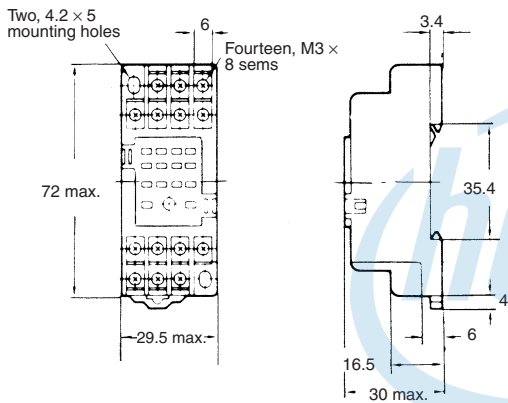 Two, 4.2 × 5
mounting holes
6
Fourteen, M3 ×
8 sems
72 max.
29.5 max.
3.4
35.4
4
6
16.5
30 max.